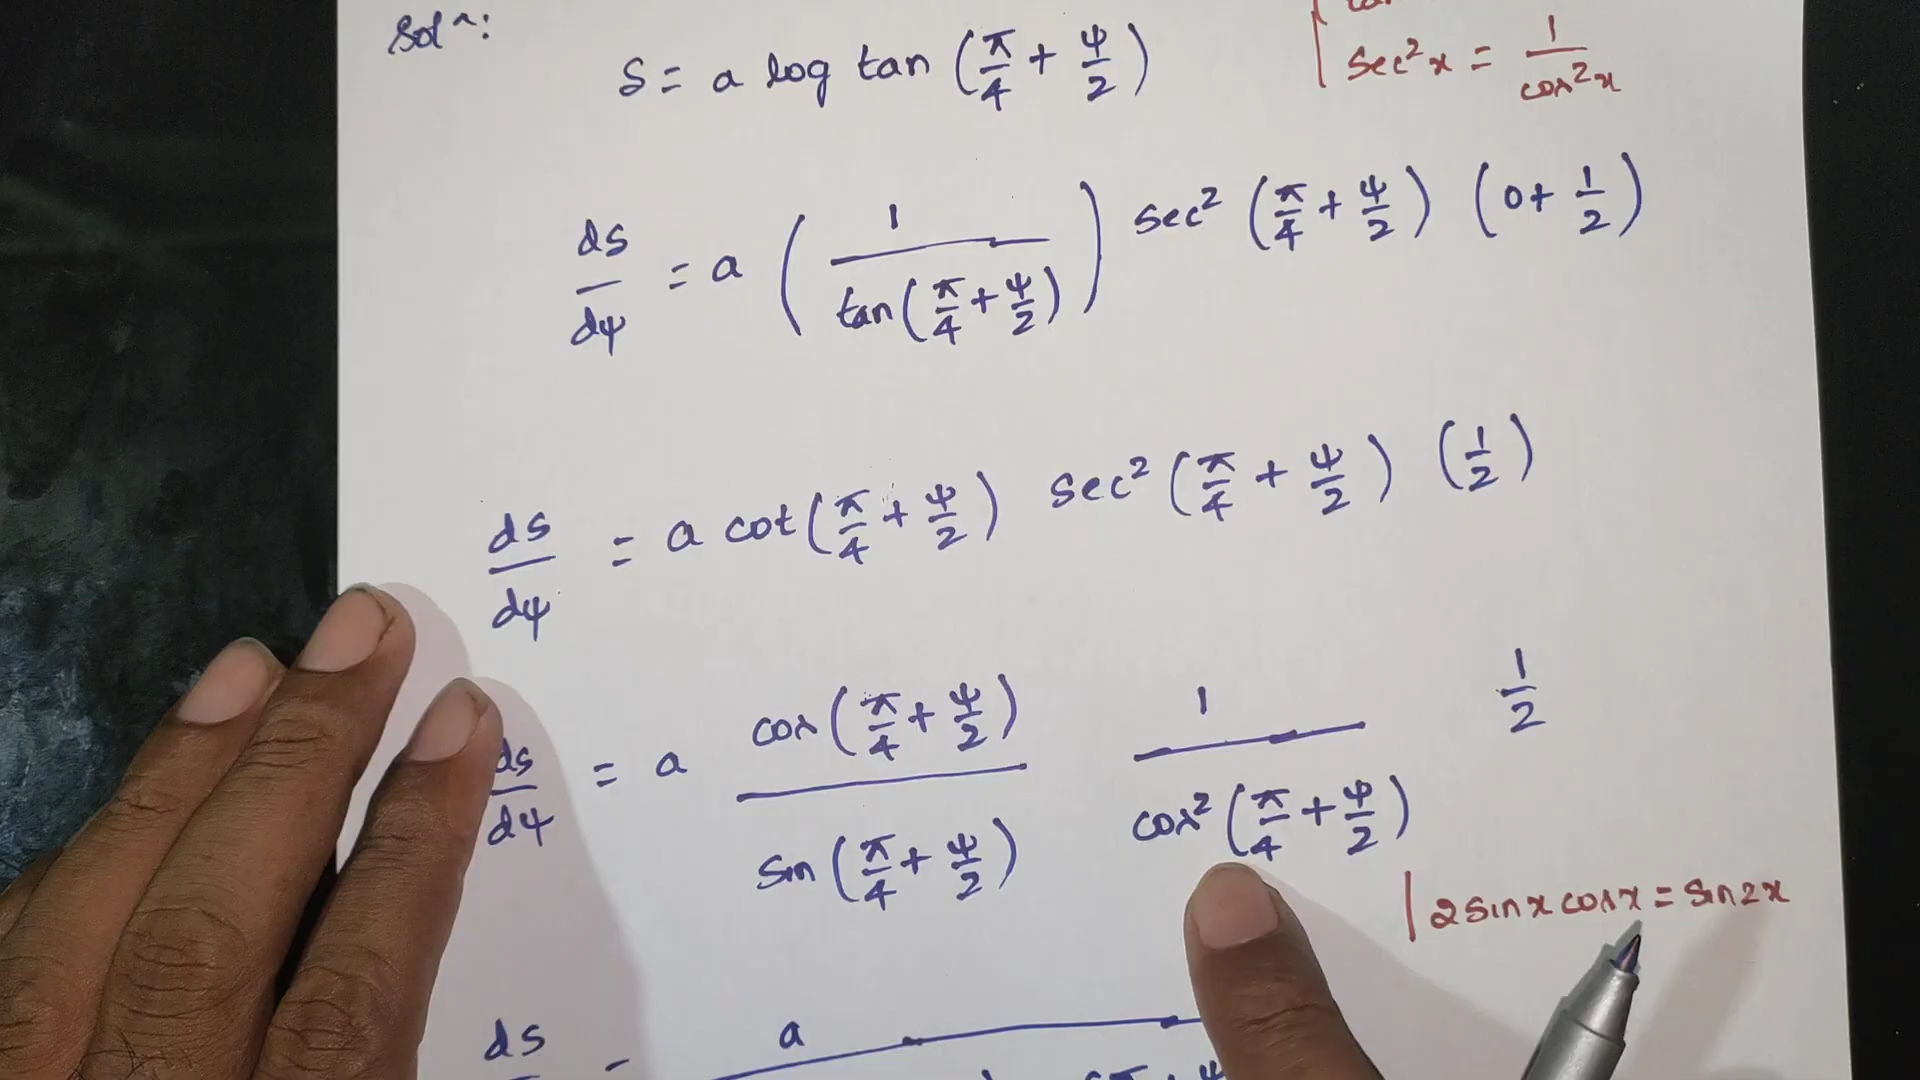 Solⁿ:
S = a log tan (π/4 + ψ/2)
sec²x = 1/cos²x
ds/dψ = a (1/tan(π/4 + ψ/2)) sec² (π/4 + ψ/2) (0 + 1/2)
ds/dψ = a cot(π/4 + ψ/2) sec² (π/4 + ψ/2) (1/2)
ds/dψ = a cos(π/4 + ψ/2)/sin(π/4 + ψ/2) 1/cos²(π/4 + ψ/2) 1/2
2 sin x cos x = sin 2x
ds = a